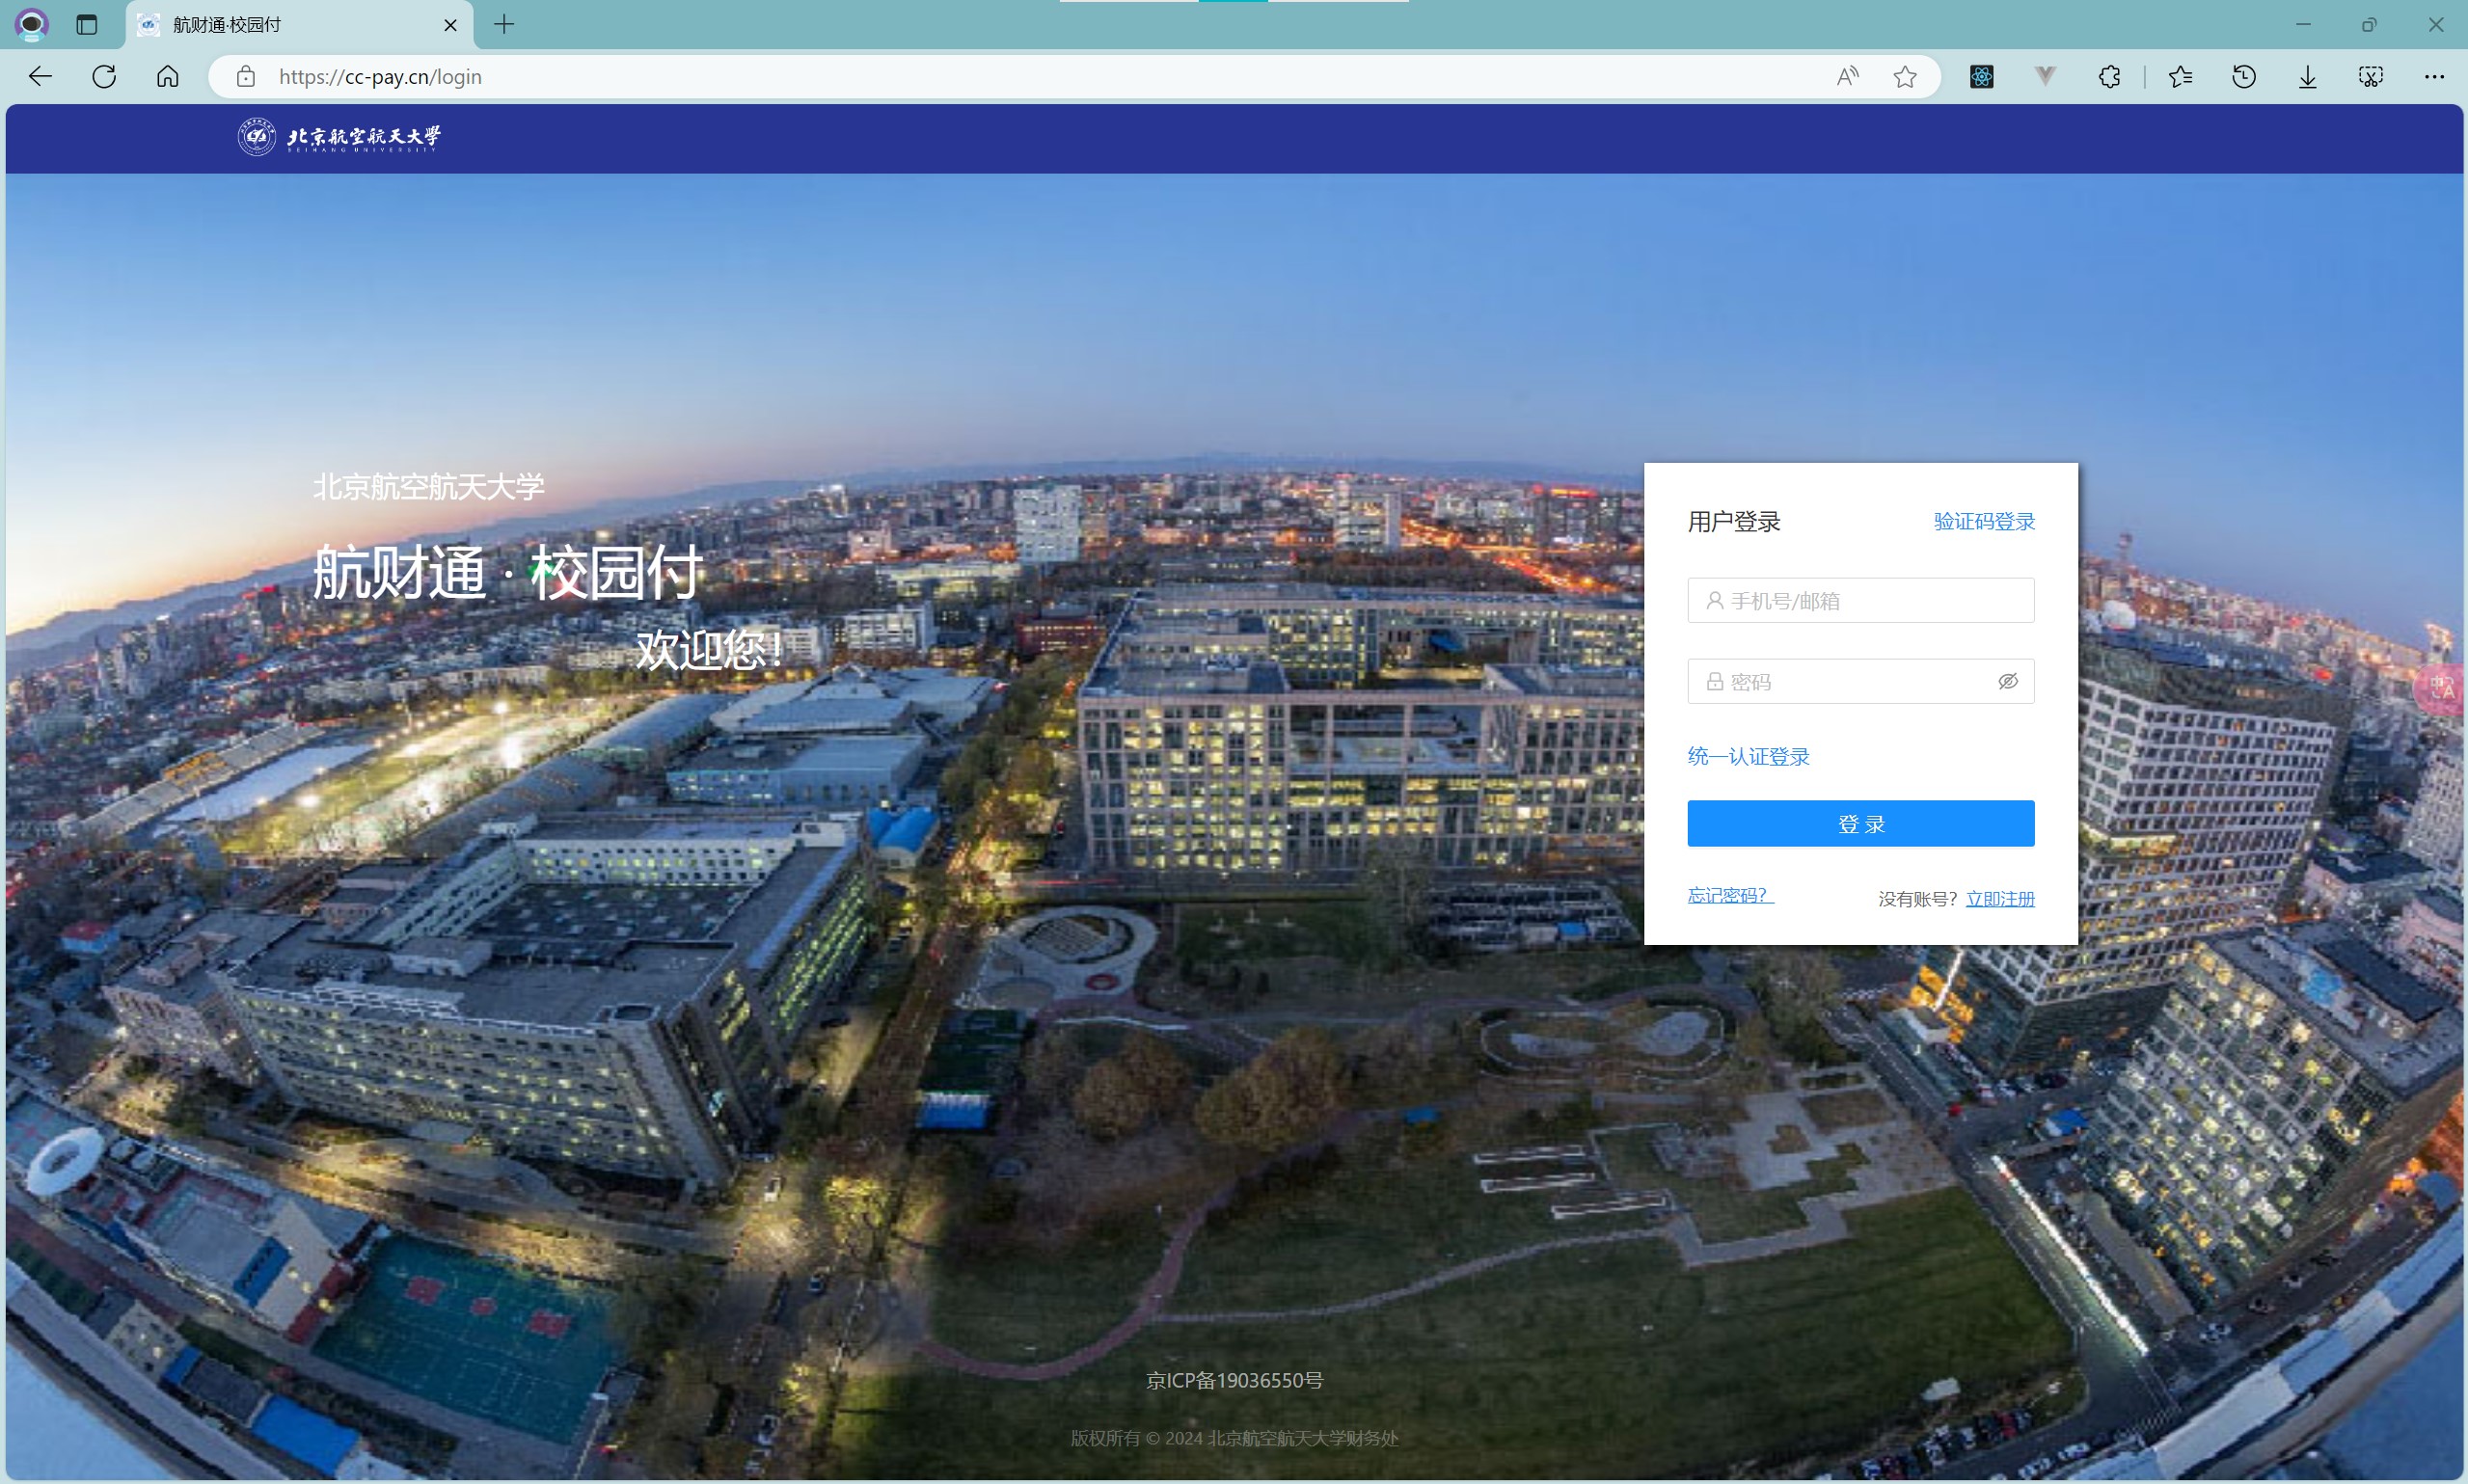 航财通·校园付
https://cc-pay.cn/login
北京航空航天大学
BEIHANG UNIVERSITY
北京航空航天大学
航财通 · 校园付
欢迎您!
用户登录
验证码登录
手机号/邮箱
密码
统一认证登录
登 录
忘记密码?
没有账号? 立即注册
京ICP备19036550号
版权所有 © 2024 北京航空航天大学财务处